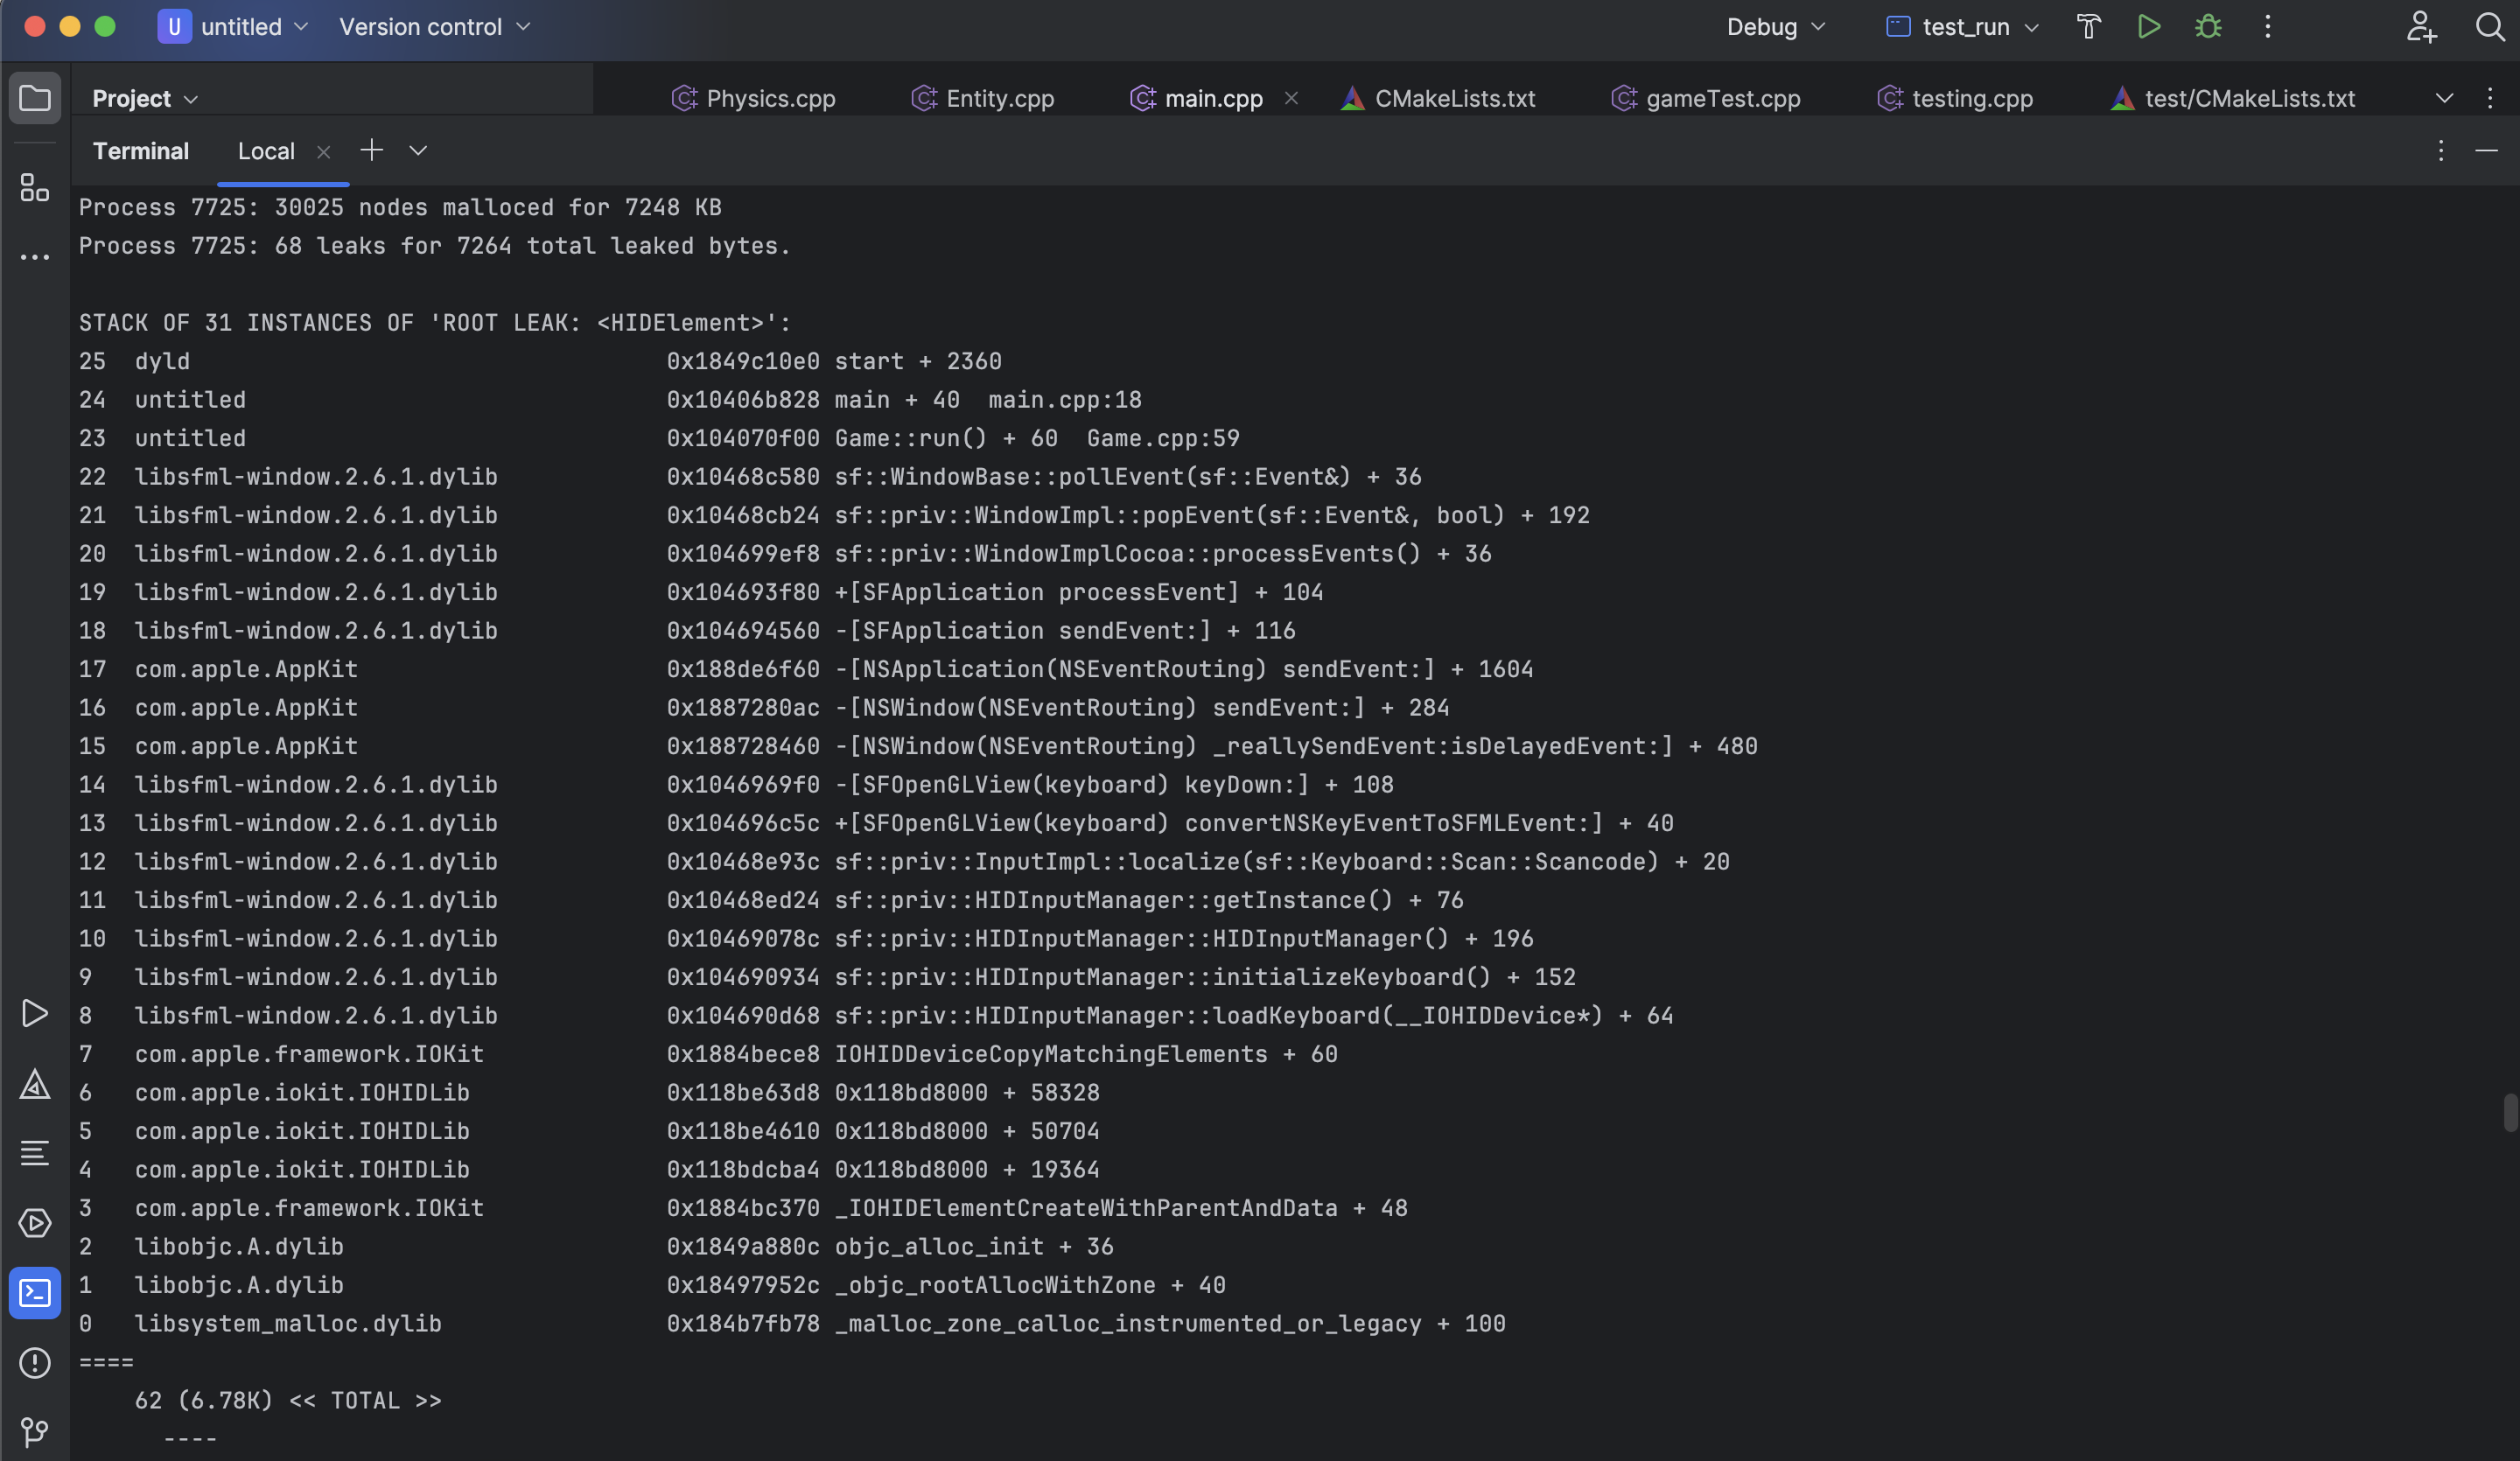 U untitled Version control Debug test_run
Project Physics.cpp Entity.cpp main.cpp CMakeLists.txt gameTest.cpp testing.cpp test/CMakeLists.txt
Terminal Local
Process 7725: 30025 nodes malloced for 7248 KB
Process 7725: 68 leaks for 7264 total leaked bytes.
STACK OF 31 INSTANCES OF 'ROOT LEAK: <HIDElement>':
25 dyld 0x1849c10e0 start + 2360
24 untitled 0x10406b828 main + 40 main.cpp:18
23 untitled 0x104070f00 Game::run() + 60 Game.cpp:59
22 libsfml-window.2.6.1.dylib 0x10468c580 sf::WindowBase::pollEvent(sf::Event&) + 36
21 libsfml-window.2.6.1.dylib 0x10468cb24 sf::priv::WindowImpl::popEvent(sf::Event&, bool) + 192
20 libsfml-window.2.6.1.dylib 0x104699ef8 sf::priv::WindowImplCocoa::processEvents() + 36
19 libsfml-window.2.6.1.dylib 0x104693f80 +[SFApplication processEvent] + 104
18 libsfml-window.2.6.1.dylib 0x104694560 -[SFApplication sendEvent:] + 116
17 com.apple.AppKit 0x188de6f60 -[NSApplication(NSEventRouting) sendEvent:] + 1604
16 com.apple.AppKit 0x1887280ac -[NSWindow(NSEventRouting) sendEvent:] + 284
15 com.apple.AppKit 0x188728460 -[NSWindow(NSEventRouting) _reallySendEvent:isDelayedEvent:] + 480
14 libsfml-window.2.6.1.dylib 0x1046969f0 -[SFOpenGLView(keyboard) keyDown:] + 108
13 libsfml-window.2.6.1.dylib 0x104696c5c +[SFOpenGLView(keyboard) convertNSKeyEventToSFMLEvent:] + 40
12 libsfml-window.2.6.1.dylib 0x10468e93c sf::priv::InputImpl::localize(sf::Keyboard::Scan::Scancode) + 20
11 libsfml-window.2.6.1.dylib 0x10468ed24 sf::priv::HIDInputManager::getInstance() + 76
10 libsfml-window.2.6.1.dylib 0x10469078c sf::priv::HIDInputManager::HIDInputManager() + 196
9 libsfml-window.2.6.1.dylib 0x104690934 sf::priv::HIDInputManager::initializeKeyboard() + 152
8 libsfml-window.2.6.1.dylib 0x104690d68 sf::priv::HIDInputManager::loadKeyboard(__IOHIDDevice*) + 64
7 com.apple.framework.IOKit 0x1884bece8 IOHIDDeviceCopyMatchingElements + 60
6 com.apple.iokit.IOHIDLib 0x118be63d8 0x118bd8000 + 58328
5 com.apple.iokit.IOHIDLib 0x118be4610 0x118bd8000 + 50704
4 com.apple.iokit.IOHIDLib 0x118bdcba4 0x118bd8000 + 19364
3 com.apple.framework.IOKit 0x1884bc370 _IOHIDElementCreateWithParentAndData + 48
2 libobjc.A.dylib 0x1849a880c objc_alloc_init + 36
1 libobjc.A.dylib 0x18497952c _objc_rootAllocWithZone + 40
0 libsystem_malloc.dylib 0x184b7fb78 _malloc_zone_calloc_instrumented_or_legacy + 100
====
62 (6.78K) << TOTAL >>
----